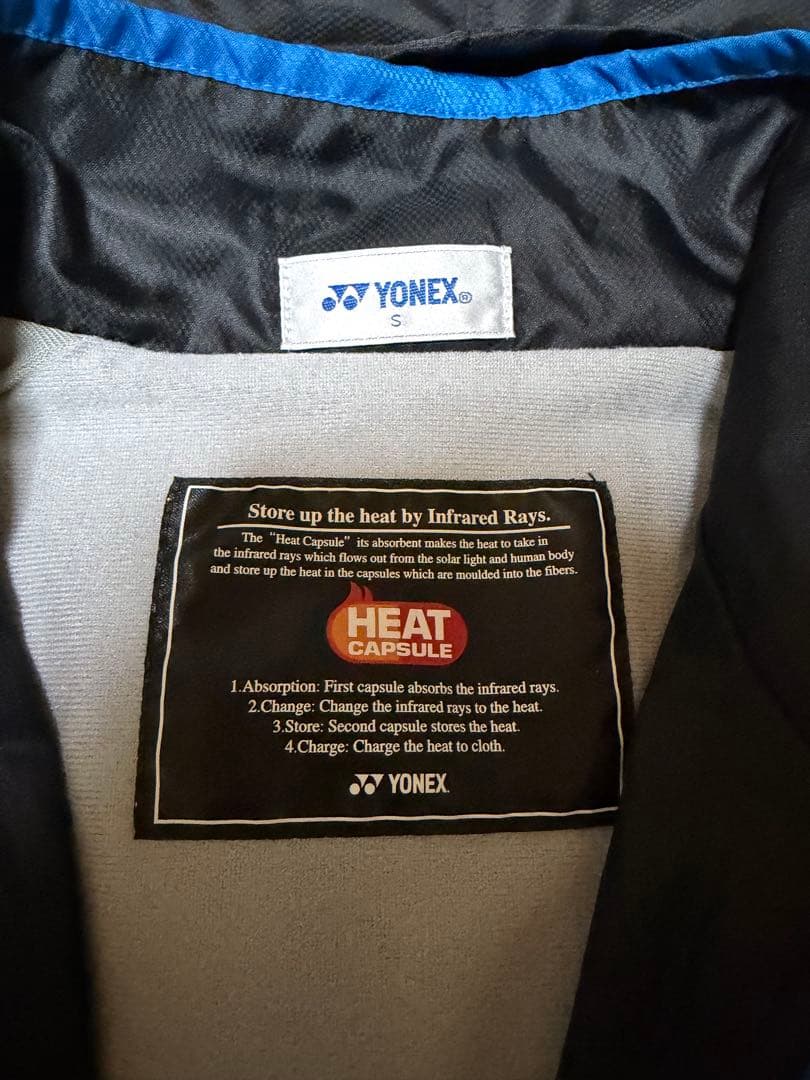 YONEX®
S
Store up the heat by Infrared Rays.
The "Heat Capsule" its absorbent makes the heat to take in
the infrared rays which flows out from the solar light and human body
and store up the heat in the capsules which are moulded into the fibers.
HEAT
CAPSULE
1.Absorption: First capsule absorbs the infrared rays.
2.Change: Change the infrared rays to the heat.
3.Store: Second capsule stores the heat.
4.Charge: Charge the heat to cloth.
YONEX.